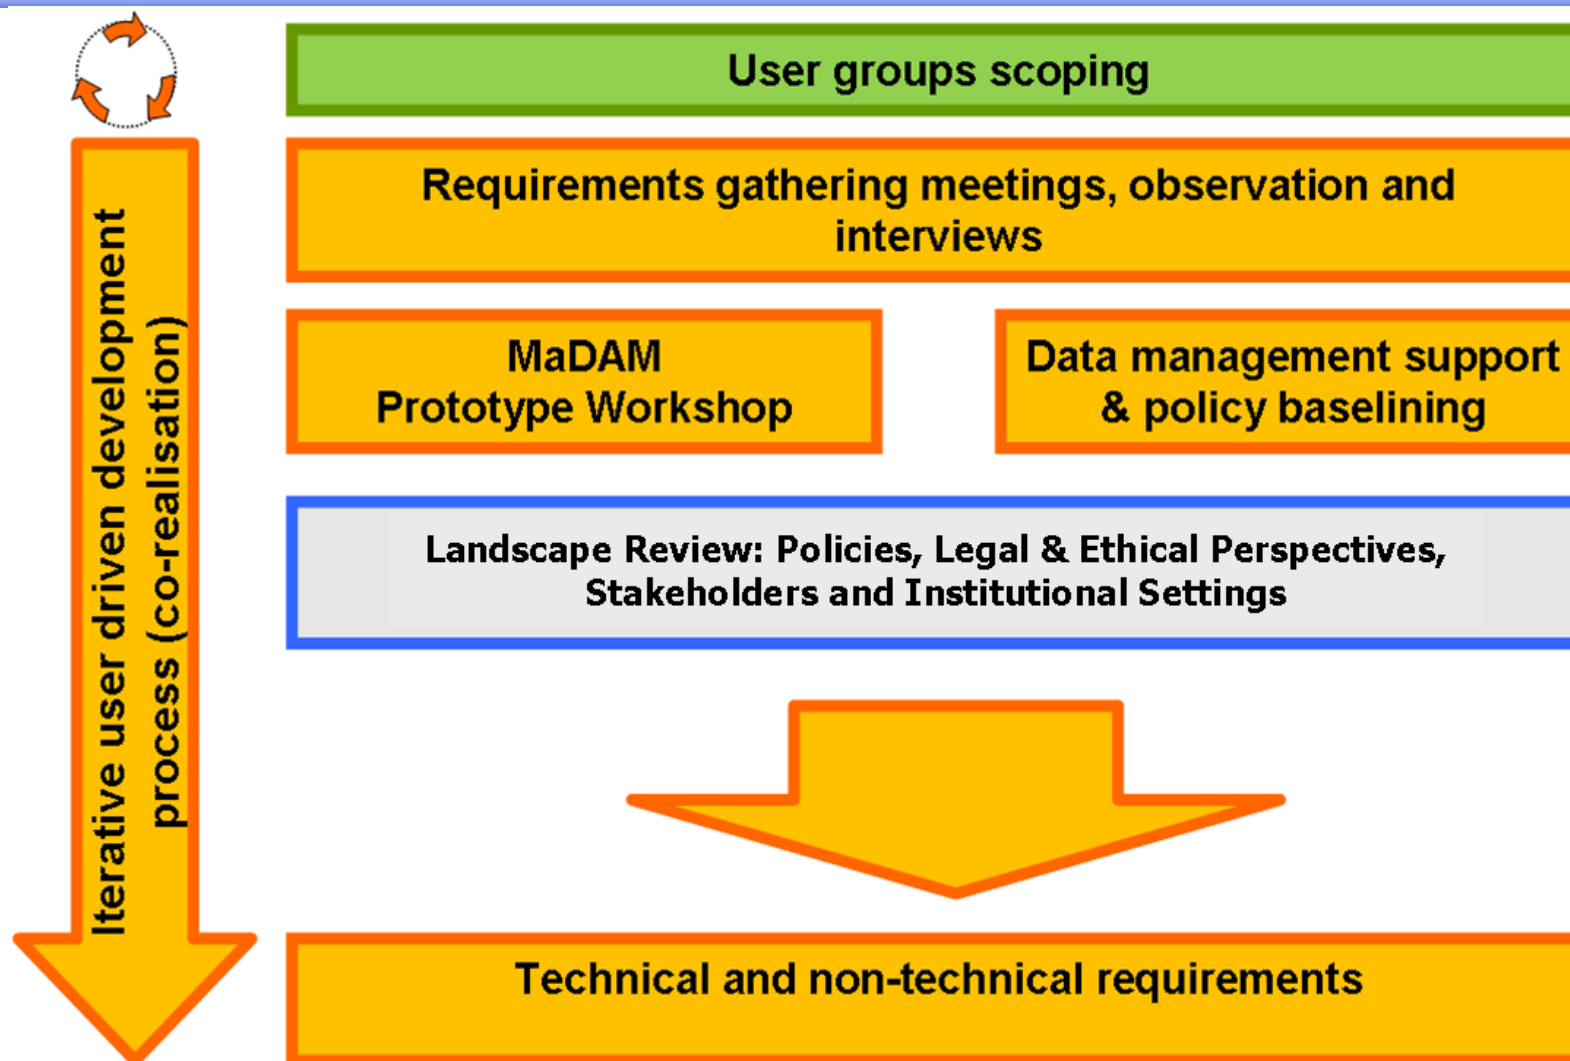 User groups scoping
Requirements gathering meetings, observation and
interviews
MaDAM
Prototype Workshop
Data management support
& policy baselining
Landscape Review: Policies, Legal & Ethical Perspectives,
Stakeholders and Institutional Settings
Technical and non-technical requirements
Iterative user driven development
process (co-realisation)